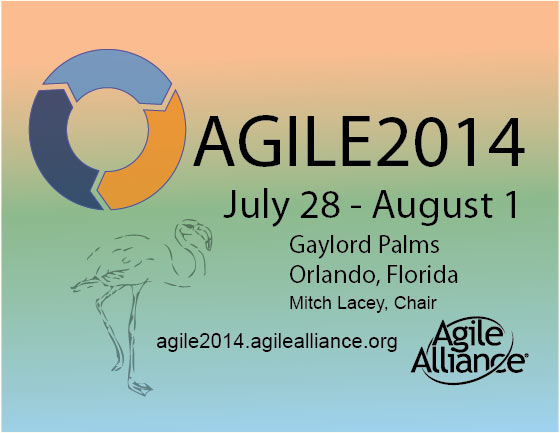 AGILE2014
July 28 - August 1
Gaylord Palms
Orlando, Florida
Mitch Lacey, Chair
agile2014.agilealliance.org
Agile
Alliance®